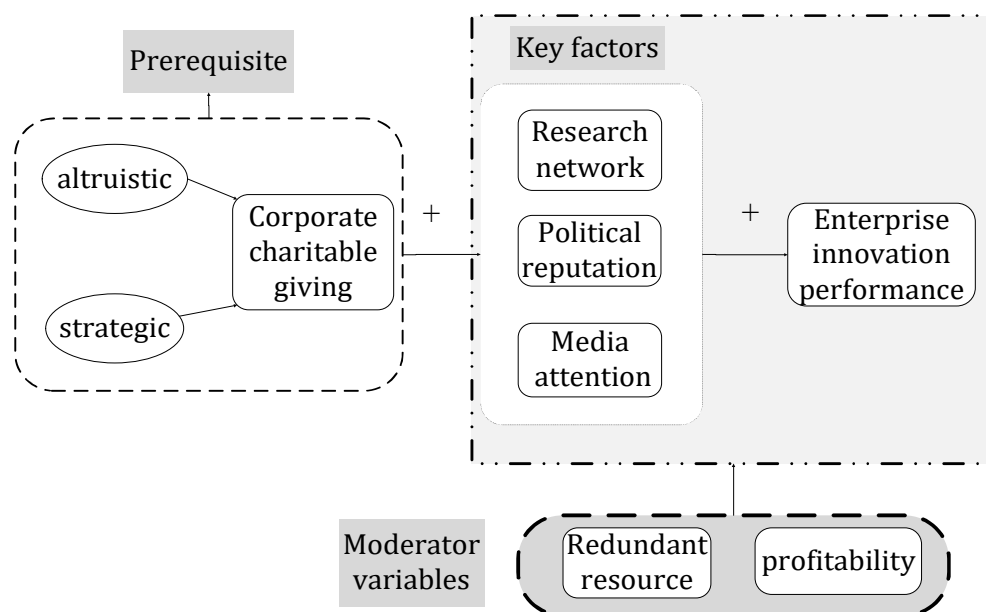 Prerequisite
altruistic
strategic
Corporate
charitable
giving
+
Key factors
Research
network
Political
reputation
Media
attention
+
Enterprise
innovation
performance
Moderator
variables
Redundant
resource
profitability